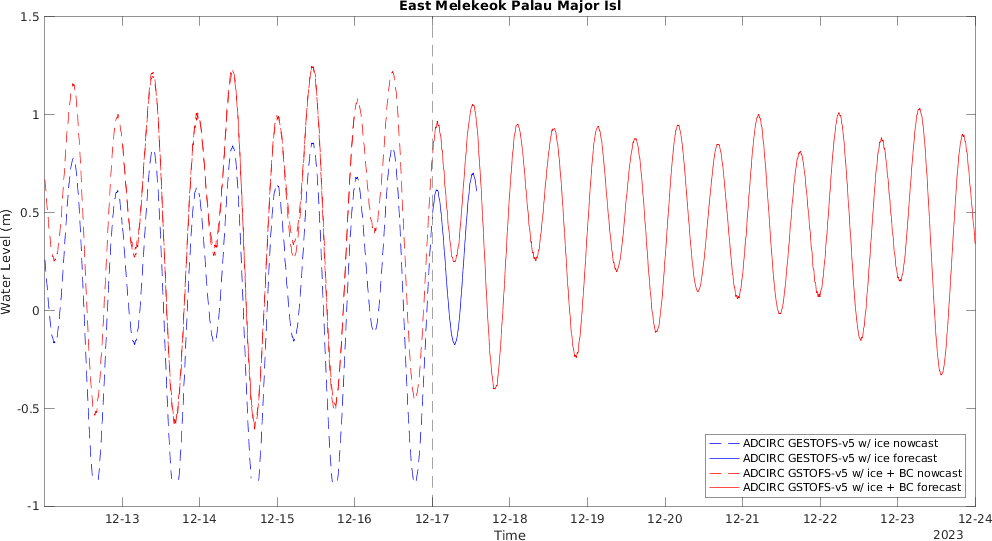 East Melekeok Palau Major Isl
1.5
1
0.5
0
-0.5
-1
Water Level (m)
ADCIRC GESTOFS-v5 w/ ice nowcast
ADCIRC GESTOFS-v5 w/ ice forecast
ADCIRC GSTOFS-v5 w/ ice + BC nowcast
ADCIRC GSTOFS-v5 w/ ice + BC forecast
12-13 12-14 12-15 12-16 12-17 12-18 12-19 12-20 12-21 12-22 12-23 12-24
Time
2023